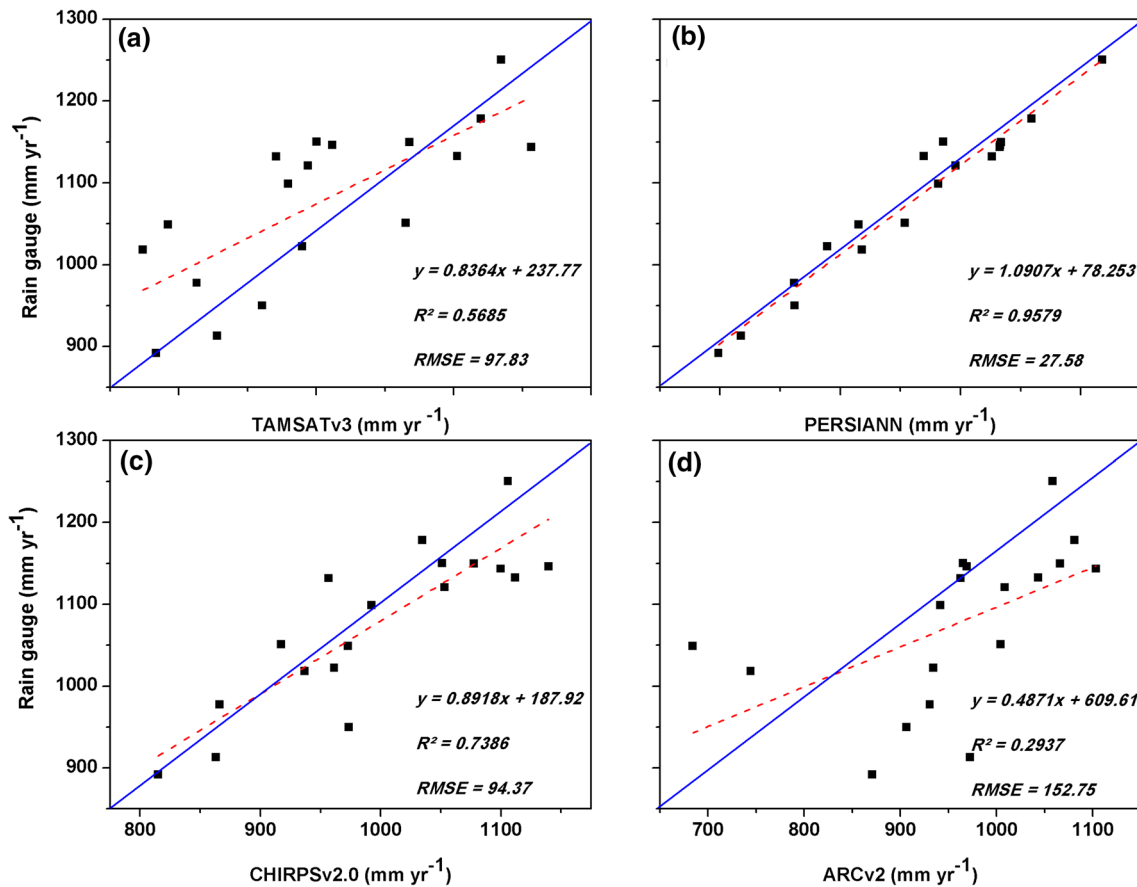 (a)
1300
1200
1100
1000
900
Rain gauge (mm yr⁻¹)
y = 0.8364x + 237.77
R² = 0.5685
RMSE = 97.83
TAMSATv3 (mm yr ⁻¹)
(b)
y = 1.0907x + 78.253
R² = 0.9579
RMSE = 27.58
PERSIANN (mm yr⁻¹)
(c)
1300
1200
1100
1000
900
Rain gauge (mm yr⁻¹)
y = 0.8918x + 187.92
R² = 0.7386
RMSE = 94.37
800 900 1000 1100
CHIRPSv2.0 (mm yr⁻¹)
(d)
y = 0.4871x + 609.61
R² = 0.2937
RMSE = 152.75
700 800 900 1000 1100
ARCv2 (mm yr⁻¹)